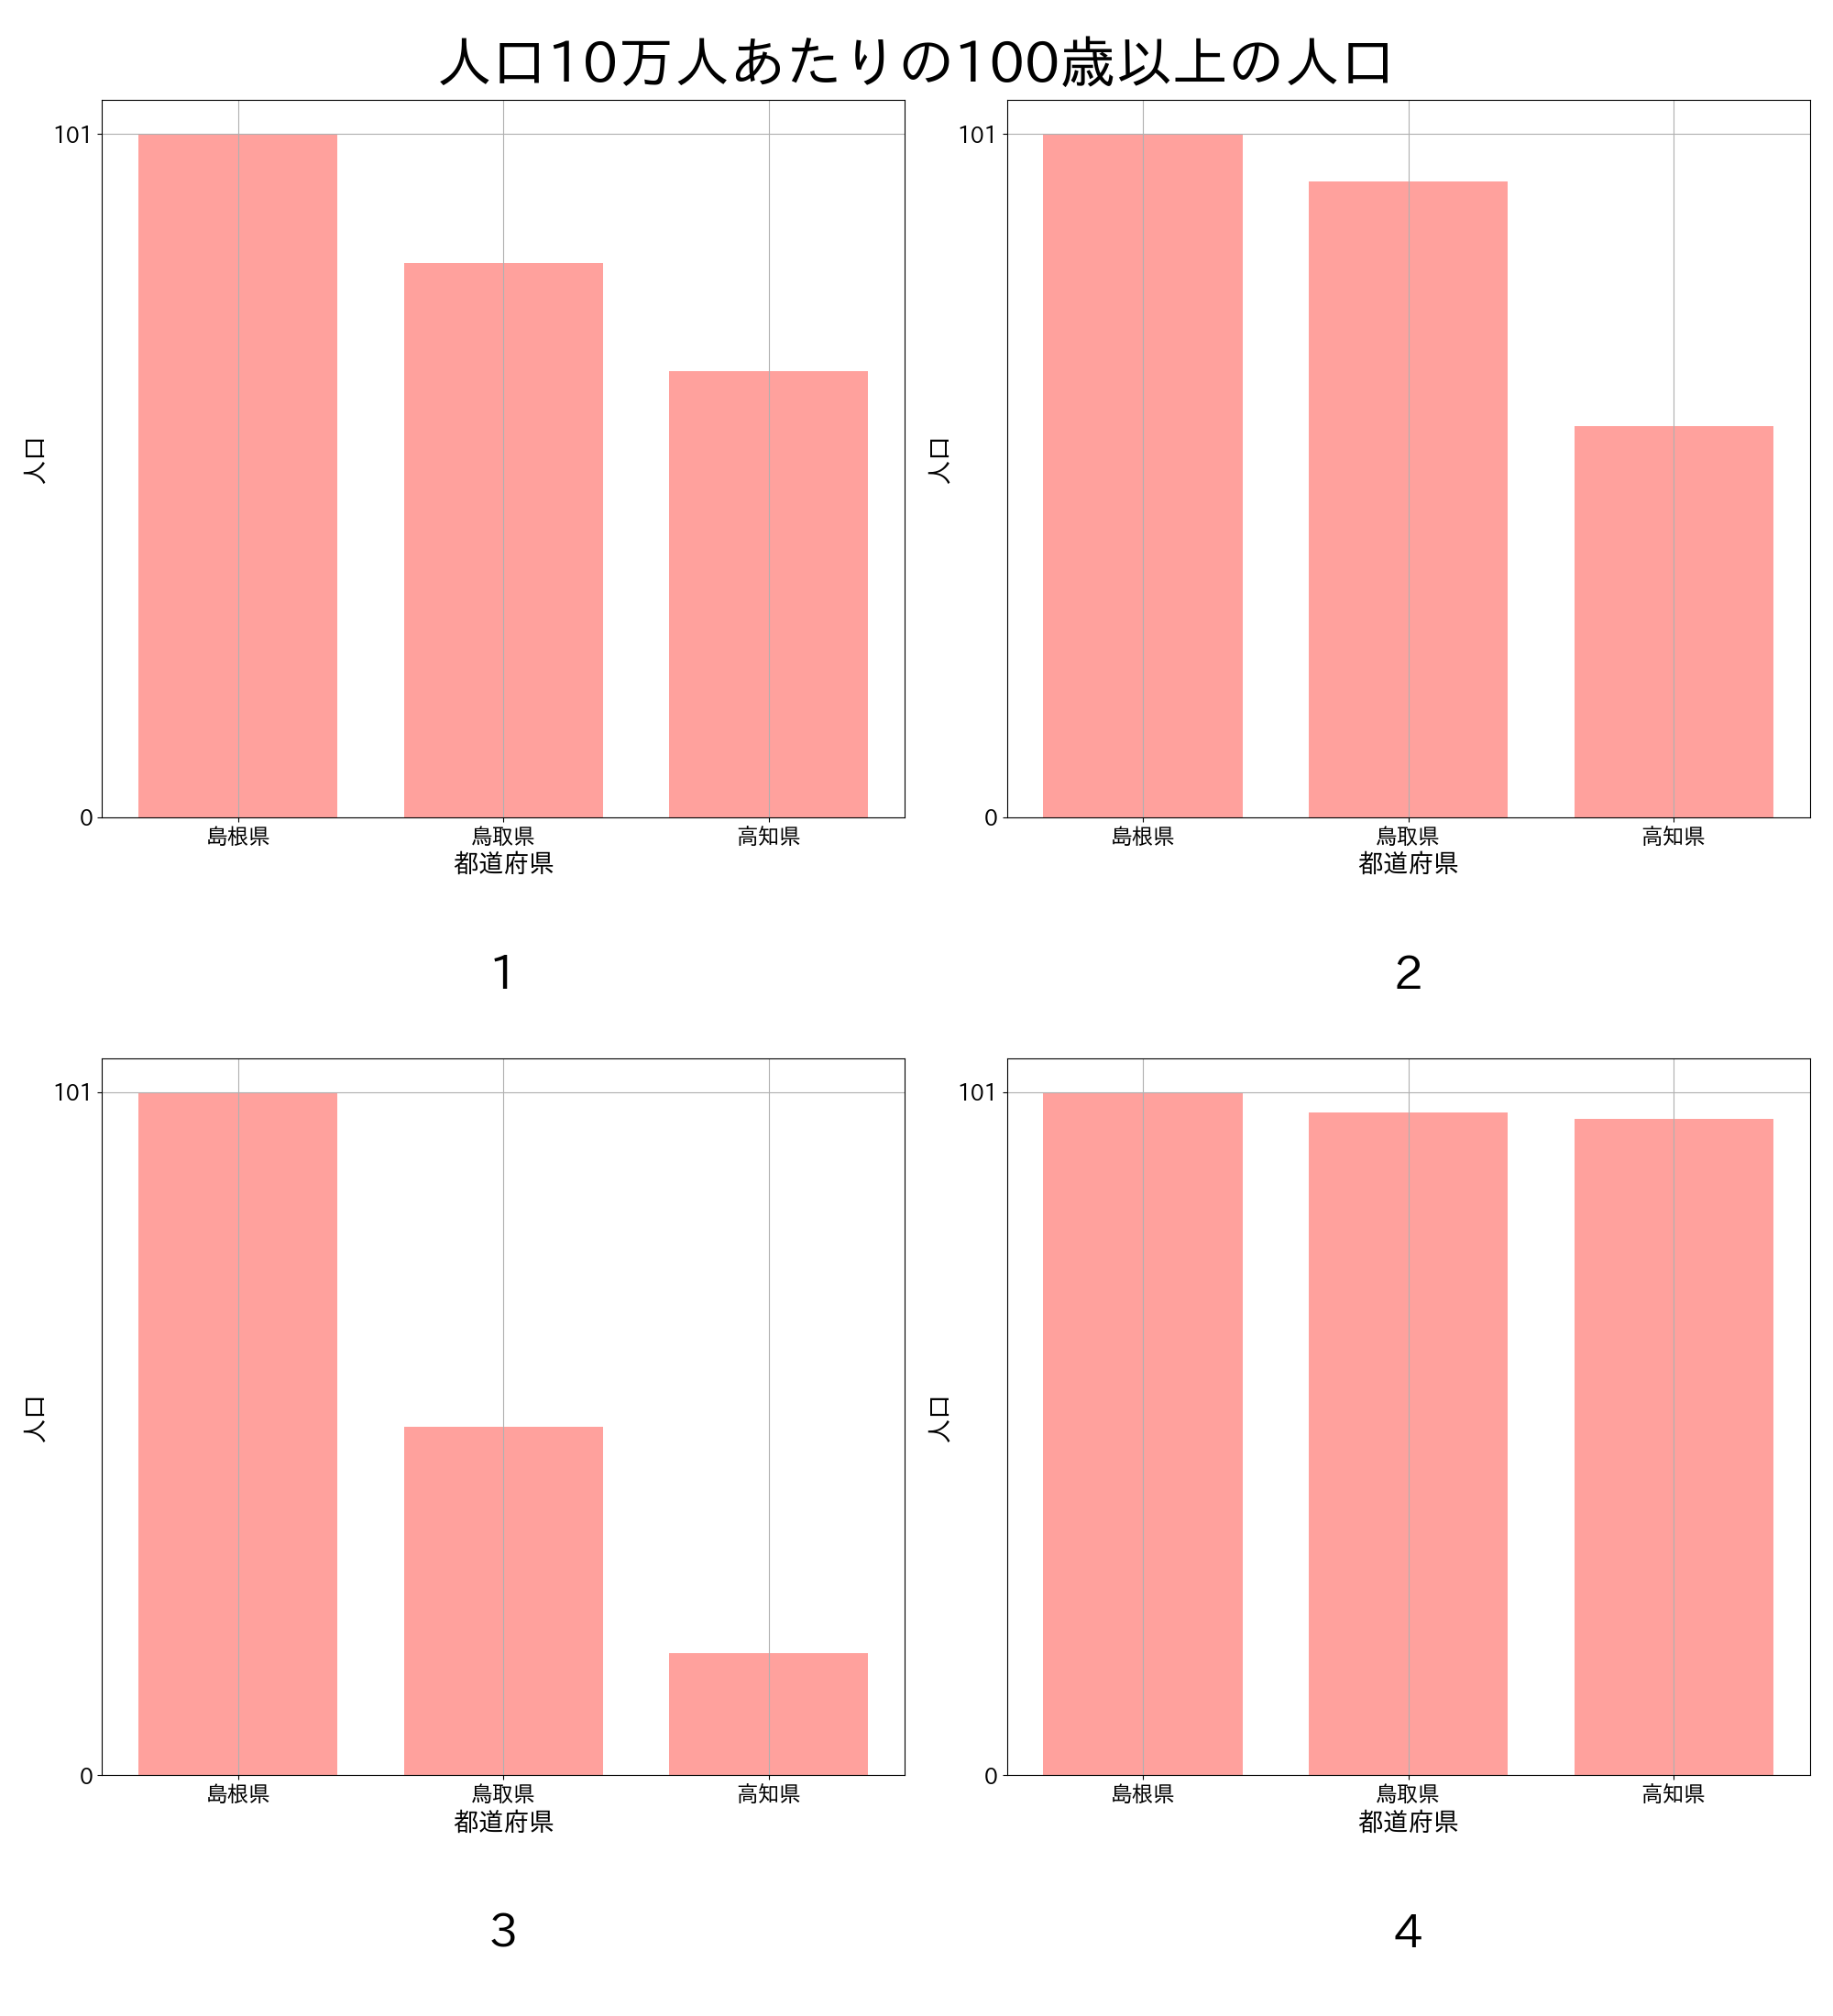 人口10万人あたりの100歳以上の人口
101
0
人口
島根県 鳥取県 高知県
都道府県
1
101
0
人口
島根県 鳥取県 高知県
都道府県
2
101
0
人口
島根県 鳥取県 高知県
都道府県
3
101
0
人口
島根県 鳥取県 高知県
都道府県
4